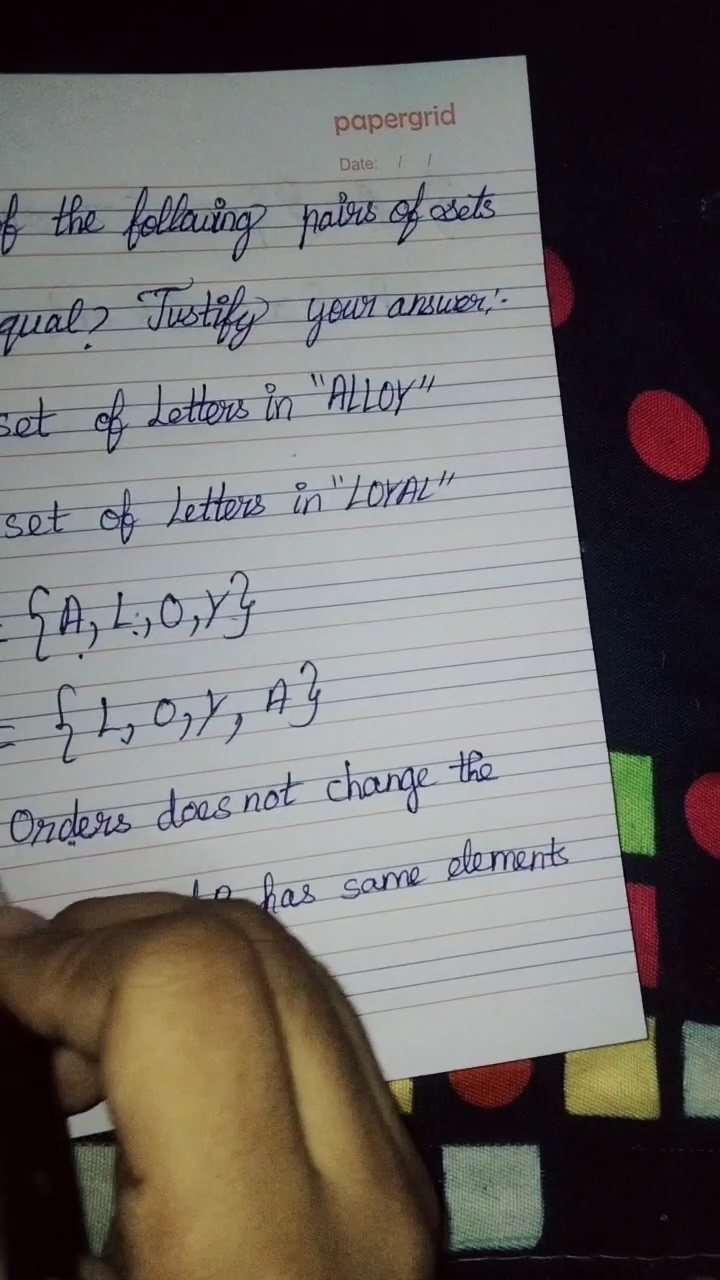 papergrid
Date: / /
f the following pairs of sets
qual? Justify your answer:-
set of Letters in "ALLOY"
set of Letters in "LOYAL"
= {A, L, O, Y}
= {L, O, Y, A}
Orders does not change the
has same elements